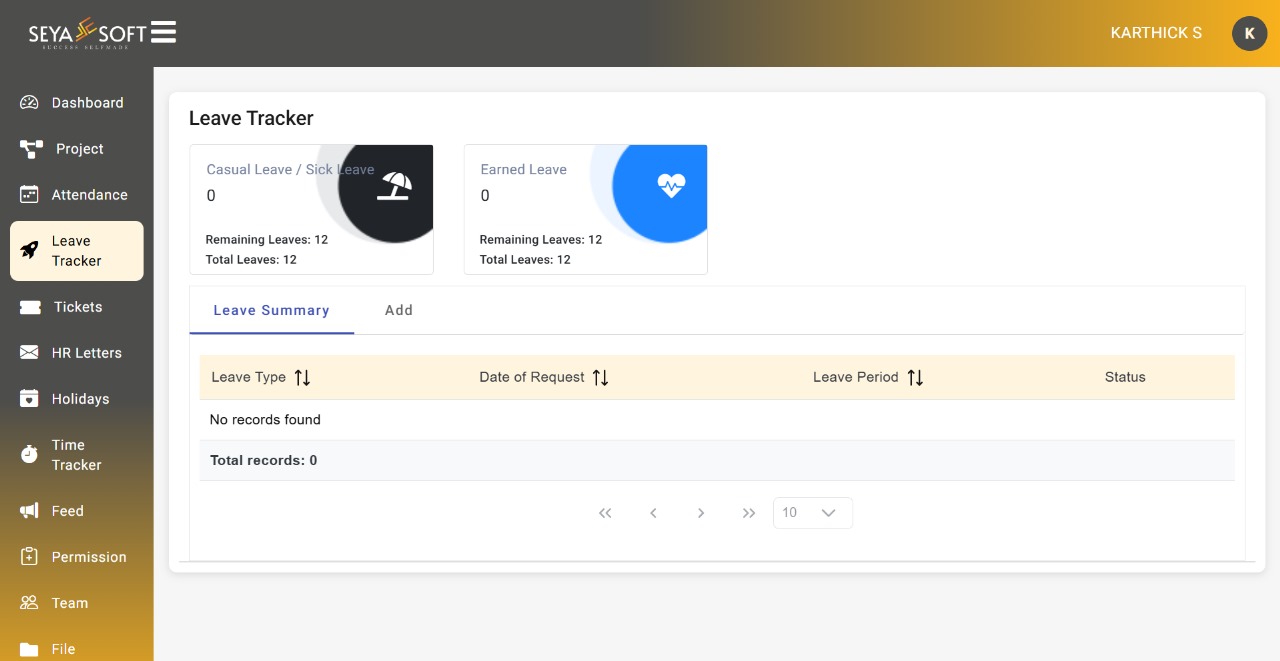 SEYA SOFT
SUCCESS SELFMADE
KARTHICK S
K
Dashboard
Project
Attendance
Leave
Tracker
Tickets
HR Letters
Holidays
Time
Tracker
Feed
Permission
Team
File
Leave Tracker
Casual Leave / Sick Leave
0
Remaining Leaves: 12
Total Leaves: 12
Earned Leave
0
Remaining Leaves: 12
Total Leaves: 12
Leave Summary Add
Leave Type Date of Request Leave Period Status
No records found
Total records: 0
10